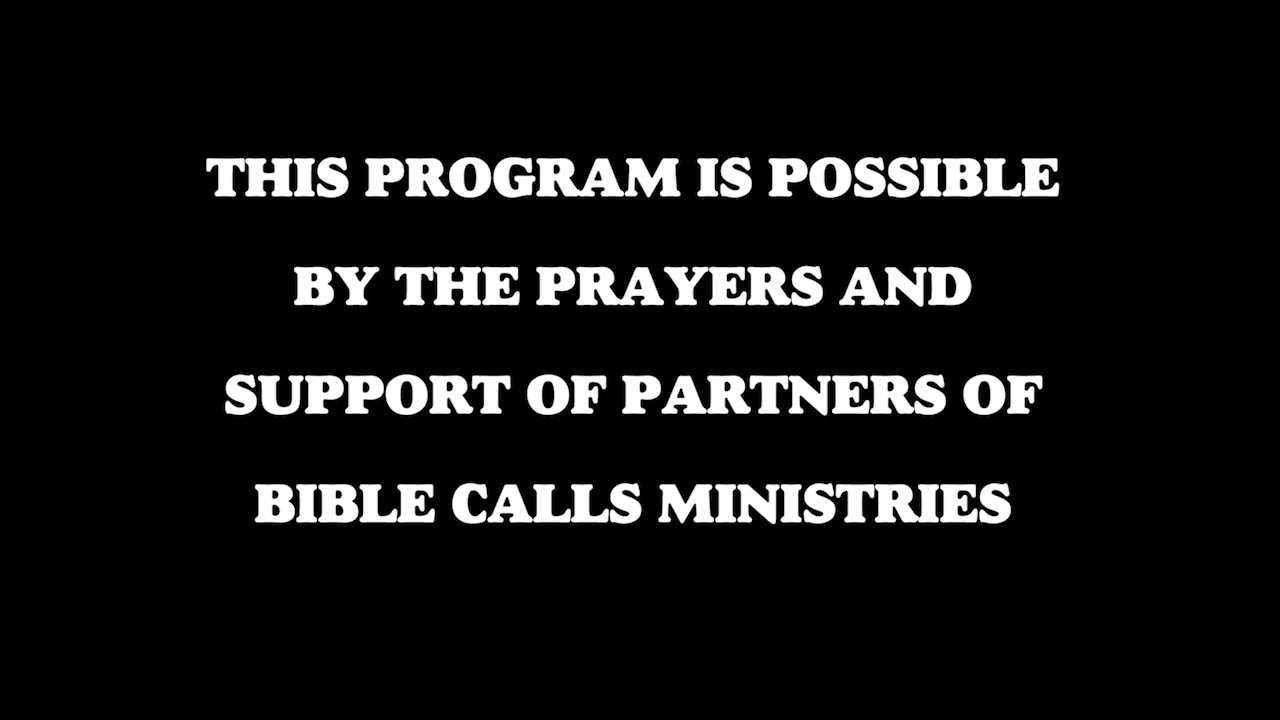 THIS PROGRAM IS POSSIBLE
BY THE PRAYERS AND
SUPPORT OF PARTNERS OF
BIBLE CALLS MINISTRIES